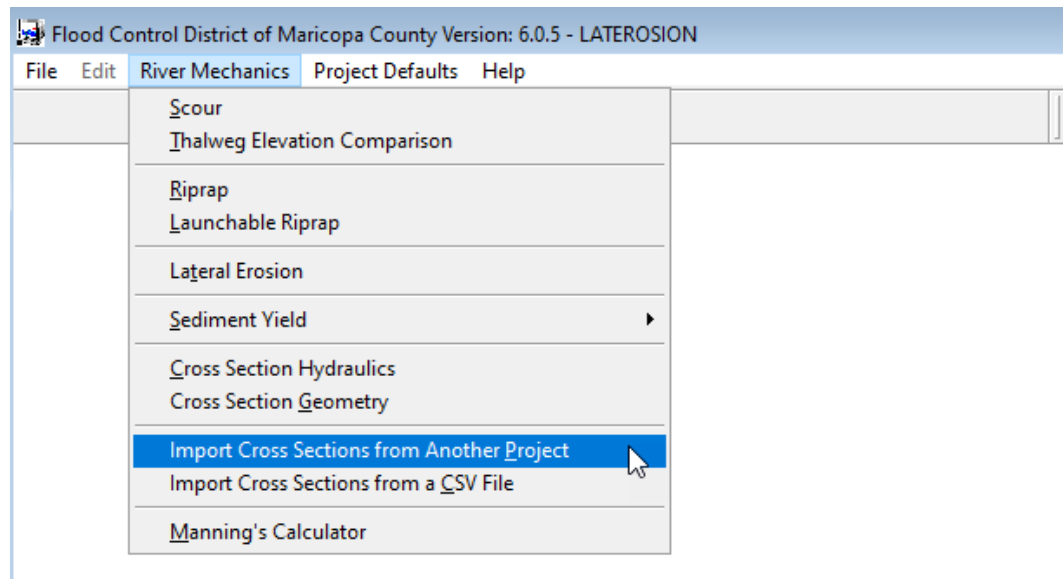 Flood Control District of Maricopa County Version: 6.0.5 - LATEROSION
File Edit River Mechanics Project Defaults Help
Scour
Thalweg Elevation Comparison
Riprap
Launchable Riprap
Lateral Erosion
Sediment Yield
Cross Section Hydraulics
Cross Section Geometry
Import Cross Sections from Another Project
Import Cross Sections from a CSV File
Manning's Calculator